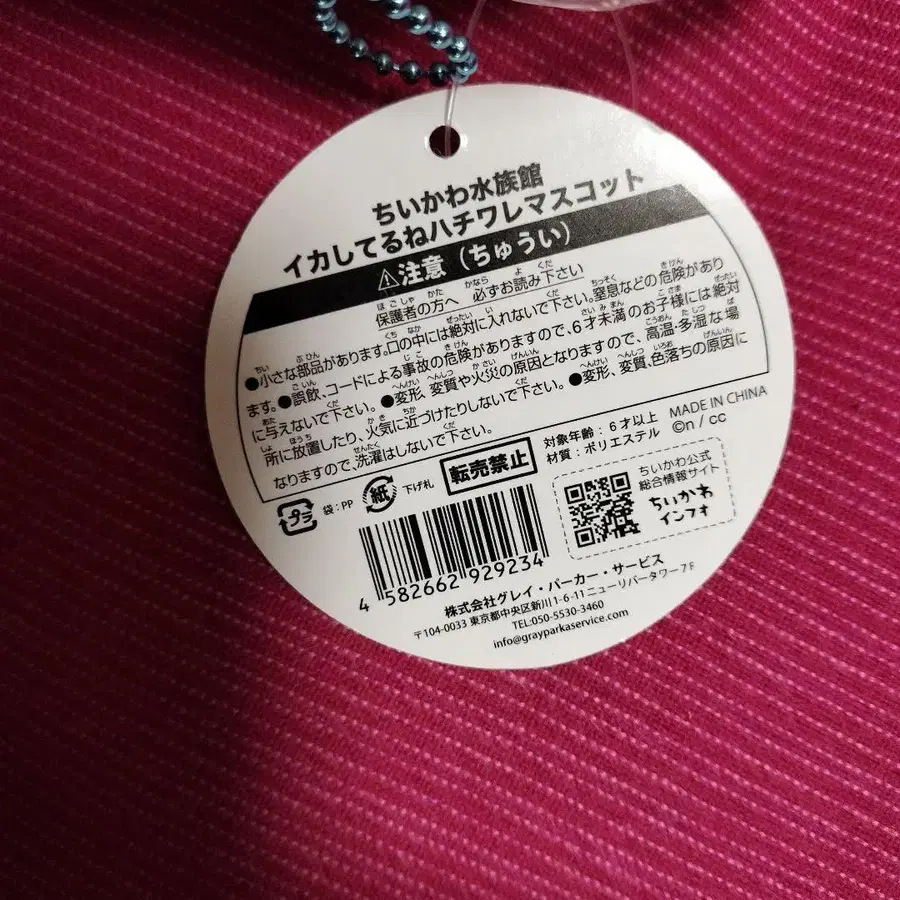 ちいかわ水族館
イカしてるねハチワレマスコット
⚠注意（ちゅうい）
保護者の方へ 必ずお読み下さい
●小さな部品があります。口の中には絶対に入れないで下さい。窒息などの危険があり
ます。●誤飲、コードによる事故の危険がありますので、6才未満のお子様には絶対
に与えないで下さい。●変形、変質や火災の原因となりますので、高温・多湿な場
所に放置したり、火気に近づけたりしないで下さい。●変形、変質、色落ちの原因に
なりますので、洗濯はしないで下さい。
プラ 袋：PP 紙 下げ札 転売禁止
対象年齢：6才以上 MADE IN CHINA
材質：ポリエステル ©n / cc
ちいかわ公式
総合情報サイト
ちいかわ
インフォ
4 582662 929234
株式会社グレイ・パーカー・サービス
〒104-0033 東京都中央区新川1-6-11ニューリバータワー7F
TEL:050-5530-3460
info@grayparkaservice.com